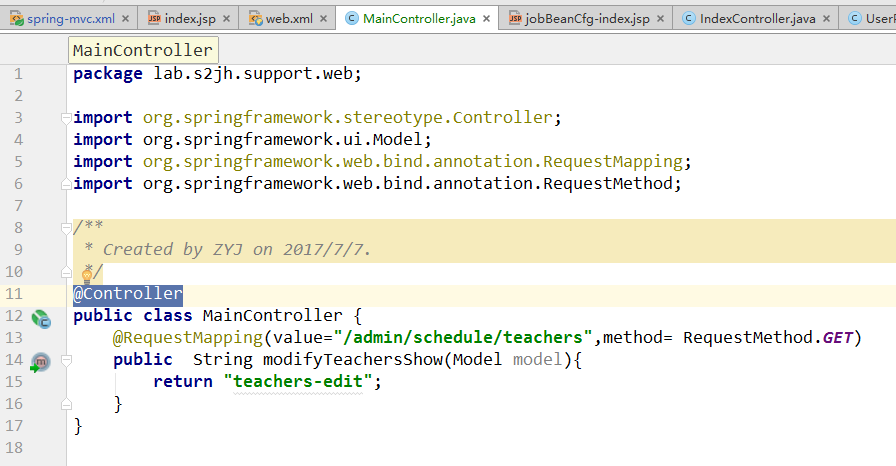 spring-mvc.xml × index.jsp × web.xml × MainController.java × jobBeanCfg-index.jsp × IndexController.java × UserF
MainController
1 package lab.s2jh.support.web;
2
3 import org.springframework.stereotype.Controller;
4 import org.springframework.ui.Model;
5 import org.springframework.web.bind.annotation.RequestMapping;
6 import org.springframework.web.bind.annotation.RequestMethod;
7
8 /**
9 * Created by ZYJ on 2017/7/7.
10 */
11 @Controller
12 public class MainController {
13 @RequestMapping(value="/admin/schedule/teachers",method= RequestMethod.GET)
14 public  String modifyTeachersShow(Model model){
15 return "teachers-edit";
16 }
17 }
18